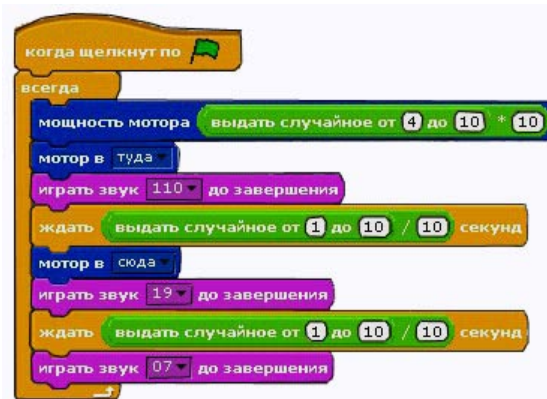 когда щелкнут по
всегда
мощность мотора выдать случайное от 4 до 10 * 10
мотор в туда
играть звук 110 до завершения
ждать выдать случайное от 1 до 10 / 10 секунд
мотор в сюда
играть звук 19 до завершения
ждать выдать случайное от 1 до 10 / 10 секунд
играть звук 07 до завершения